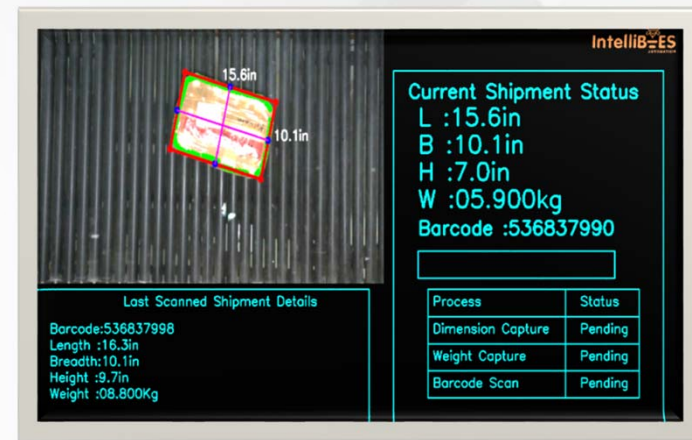 IntelliBEES
15.6in
10.1in
Current Shipment Status
L :15.6in
B :10.1in
H :7.0in
W :05.900kg
Barcode :536837990
Process Status
Dimension Capture Pending
Weight Capture Pending
Barcode Scan Pending
Last Scanned Shipment Details
Barcode:536837998
Length :16.3in
Breadth:10.1in
Height :9.7in
Weight :08.800Kg